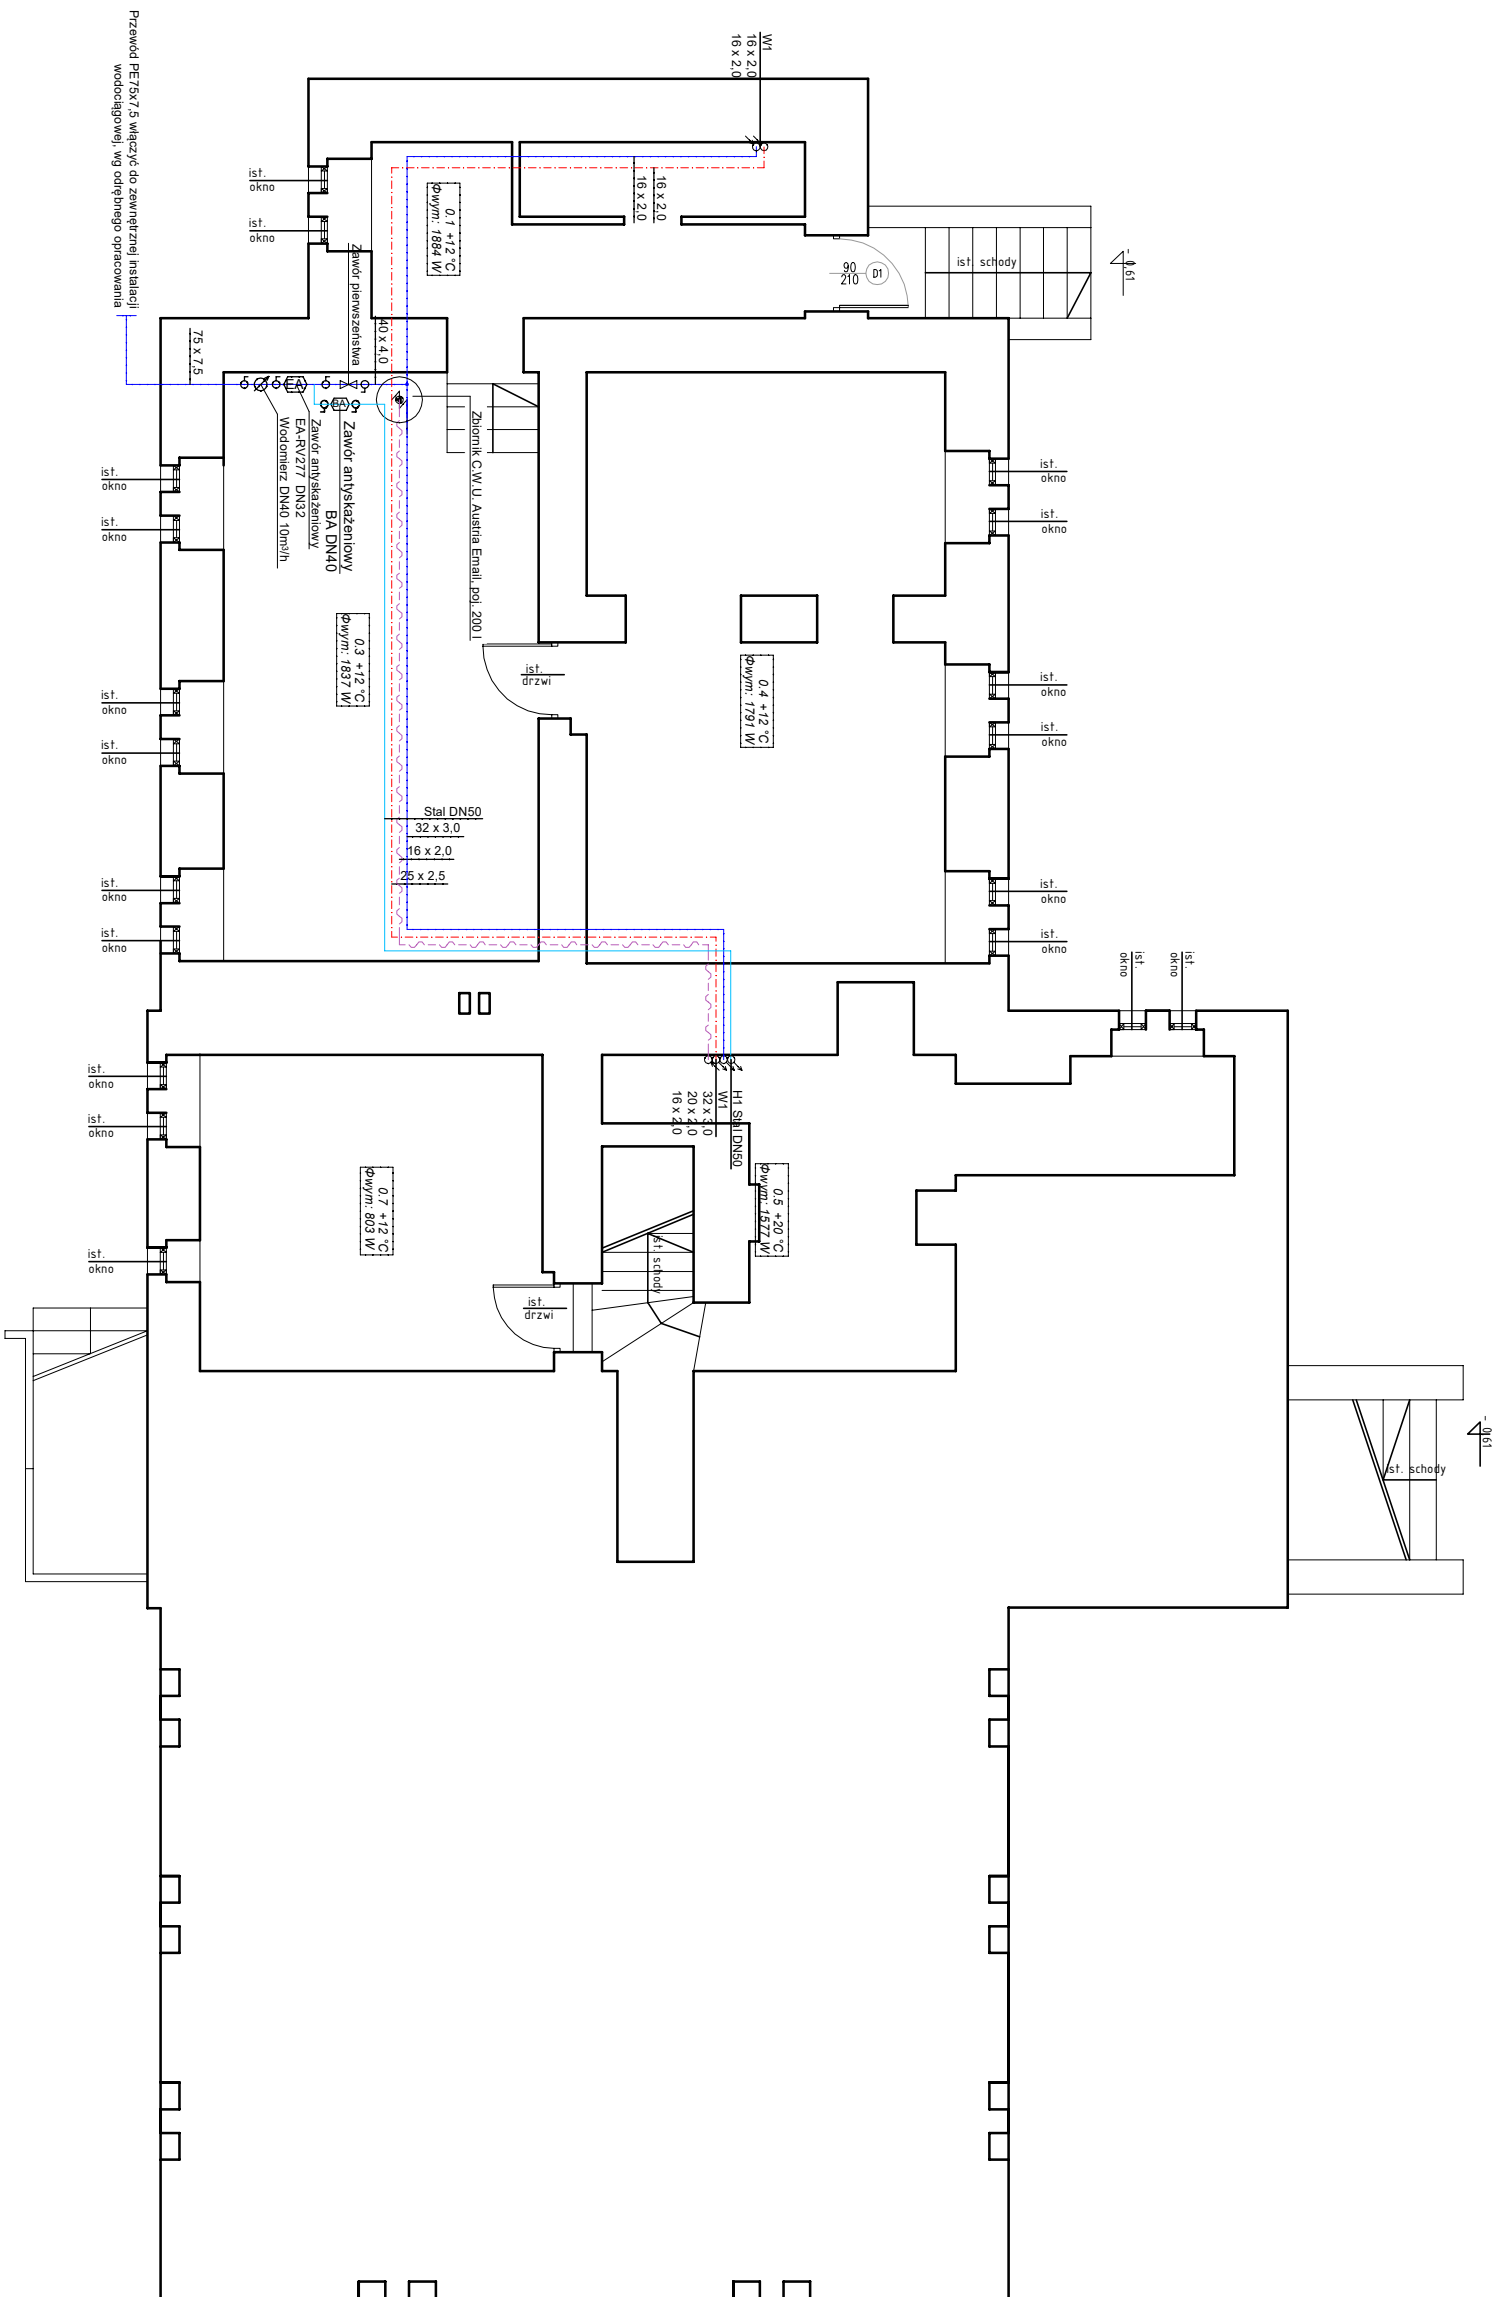 Przewód PE75x7,5 włączyć do zewnętrznej instalacji
wodociągowej, wg odrębnego opracowania
W1
16 x 2,0
16 x 2,0
ist.
okno
ist.
okno
0.1 +12 °C
Φwym: 1884 W
16 x 2,0
16 x 2,0
90
210
D1
ist. schody
- 0,61
75 x 7,5
Zawór pierwszeństwa
40 x 4,0
EA
BA
Zawór antyskażeniowy
BA DN40
Zawór antyskażeniowy
EA-RV277 DN32
Wodomierz DN40 10m³/h
Zbiornik C.W.U. Austria Email, poj. 200 l
ist.
okno
ist.
okno
ist.
okno
ist.
okno
0.3 +12 °C
Φwym: 1837 W
ist.
drzwi
0.4 +12 °C
Φwym: 1791 W
ist.
okno
ist.
okno
ist.
okno
ist.
okno
Stal DN50
32 x 3,0
16 x 2,0
25 x 2,5
ist.
okno
ist.
okno
ist.
okno
ist.
okno
ist.
okno
ist.
okno
ist.
okno
ist.
okno
H1 Stal DN50
W1
32 x 3,0
20 x 2,0
16 x 2,0
0.5 +20 °C
Φwym: 1577 W
0.7 +12 °C
Φwym: 803 W
ist. schody
ist.
okno
ist.
drzwi
ist. schody
- 0,61